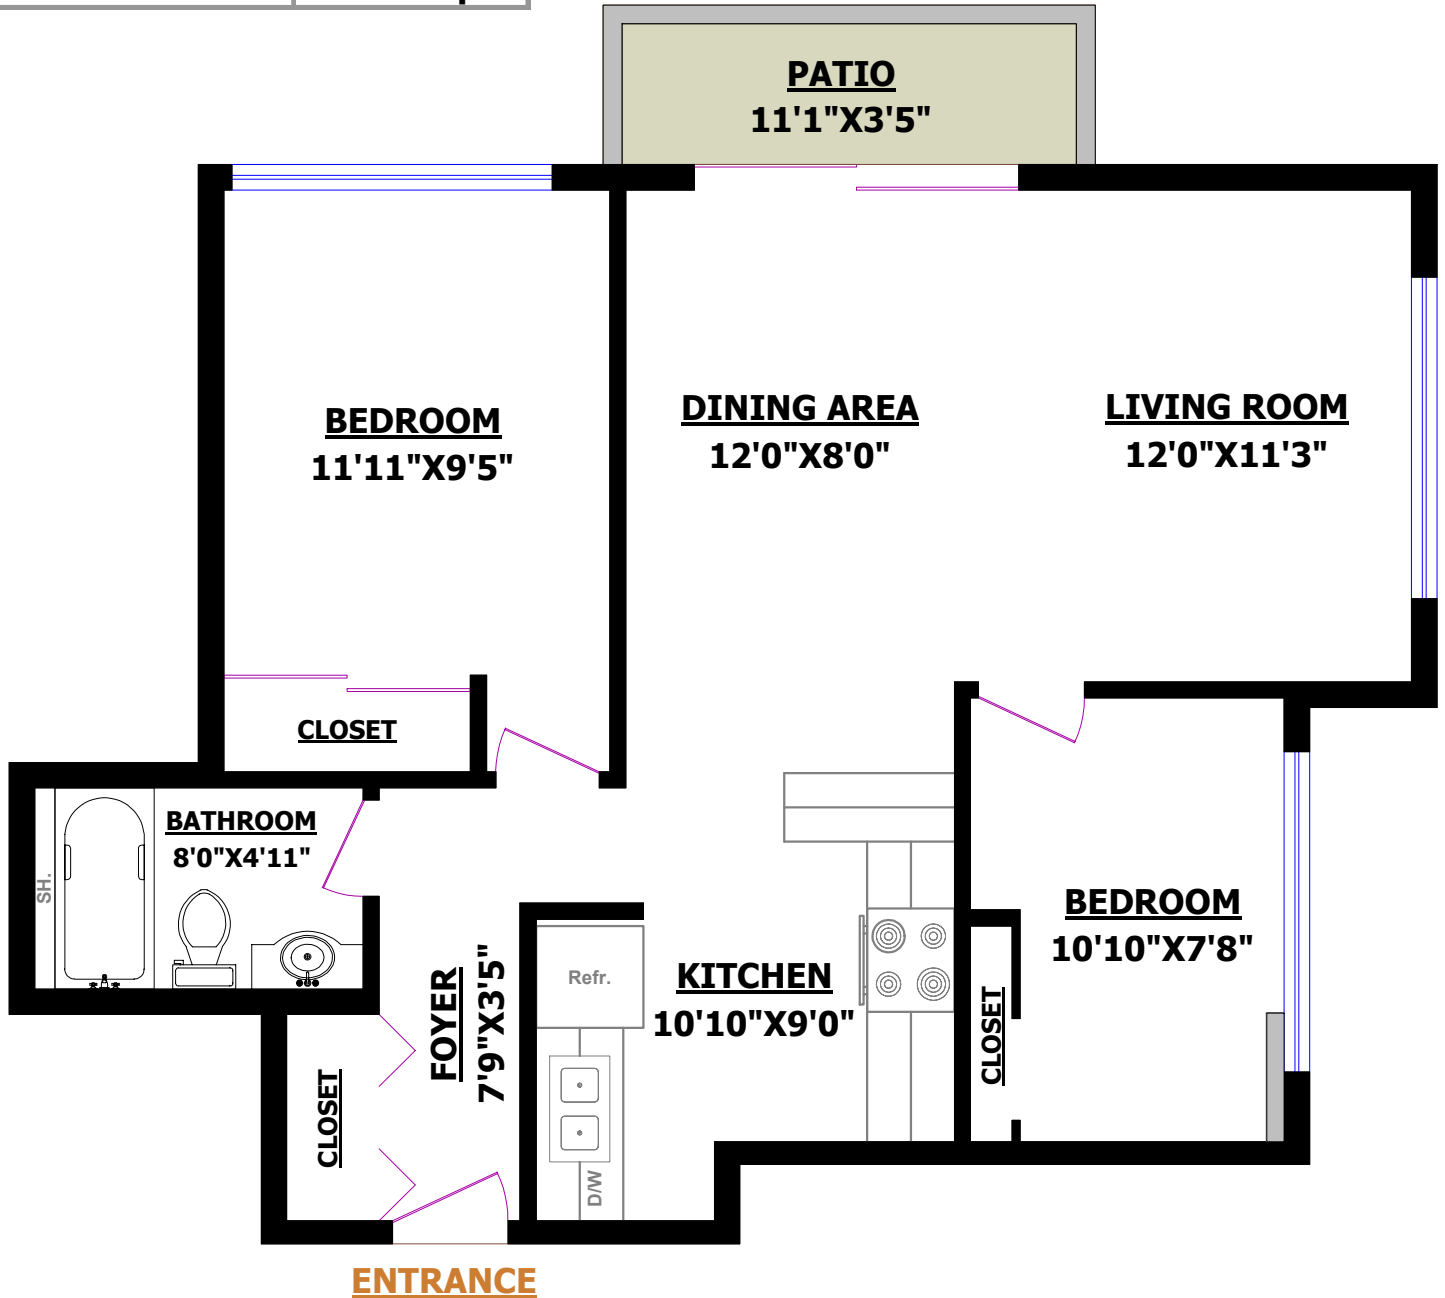 PATIO
11'1"X3'5"
BEDROOM
11'11"X9'5"
DINING AREA
12'0"X8'0"
LIVING ROOM
12'0"X11'3"
CLOSET
BATHROOM
8'0"X4'11"
SH.
BEDROOM
10'10"X7'8"
Refr.
KITCHEN
10'10"X9'0"
FOYER
7'9"X3'5"
CLOSET
CLOSET
D/W
ENTRANCE